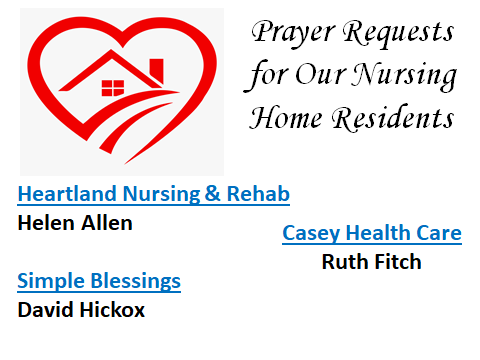 Prayer Requests
for Our Nursing
Home Residents
Heartland Nursing & Rehab
Helen Allen
Casey Health Care
Ruth Fitch
Simple Blessings
David Hickox